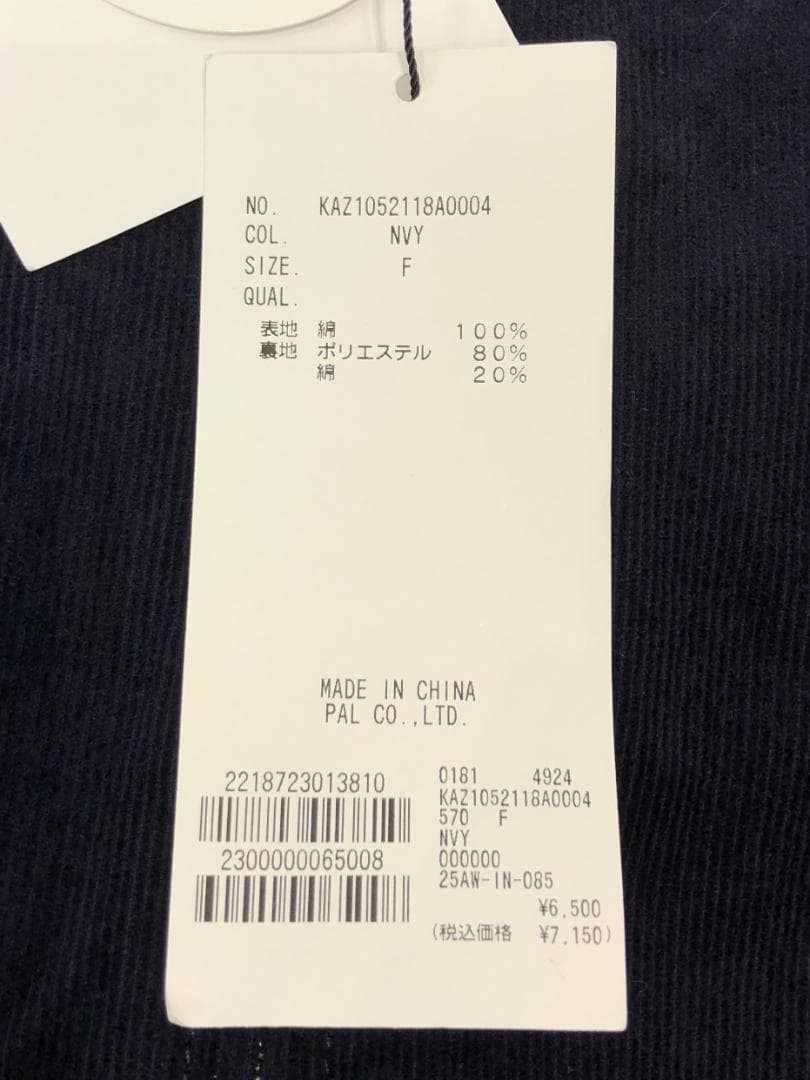 NO. KAZ1052118A0004
COL. NVY
SIZE. F
QUAL.
表地 綿 100%
裏地 ポリエステル 80%
綿 20%
MADE IN CHINA
PAL CO.,LTD.
2218723013810
2300000065008
0181 4924
KAZ1052118A0004
570 F
NVY
000000
25AW-IN-085
¥6,500
(税込価格 ¥7,150)